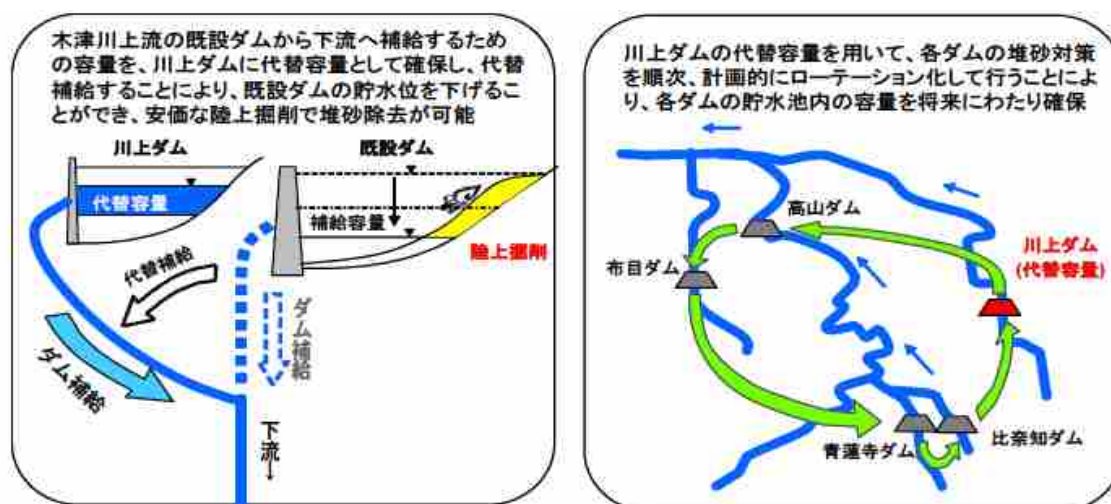 木津川上流の既設ダムから下流へ補給するため
の容量を、川上ダムに代替容量として確保し、代替
補給することにより、既設ダムの貯水位を下げるこ
とができ、安価な陸上掘削で堆砂除去が可能
川上ダム
既設ダム
代替容量
補給容量
陸上掘削
代替補給
ダム補給
ダム補給
下流→
川上ダムの代替容量を用いて、各ダムの堆砂対策
を順次、計画的にローテーション化して行うことによ
り、各ダムの貯水池内の容量を将来にわたり確保
高山ダム
川上ダム
(代替容量)
布目ダム
青蓮寺ダム
比奈知ダム